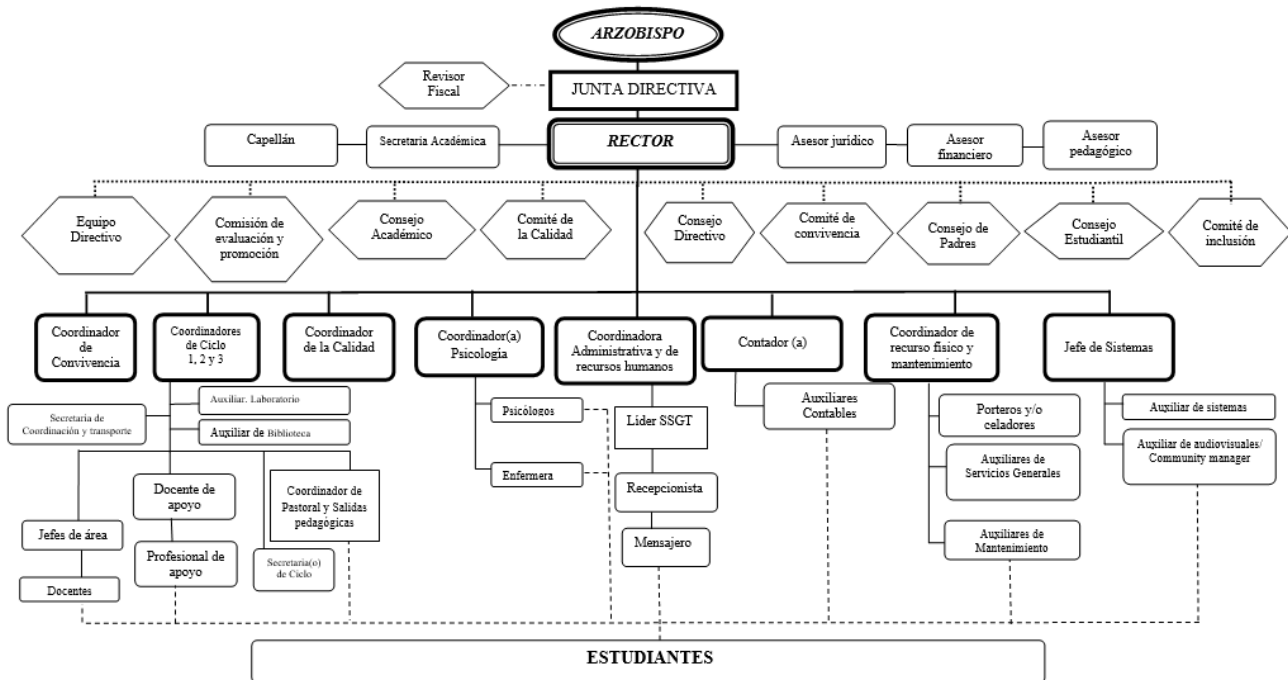 ARZOBISPO
Revisor
Fiscal
JUNTA DIRECTIVA
Capellán
Secretaria Académica
RECTOR
Asesor jurídico
Asesor
financiero
Asesor
pedagógico
Equipo
Directivo
Comisión de
evaluación y
promoción
Consejo
Académico
Comité de
la Calidad
Consejo
Directivo
Comité de
convivencia
Consejo de
Padres
Consejo
Estudiantil
Comité de
inclusión
Coordinador
de
Convivencia
Coordinadores
de Ciclo
1, 2 y 3
Coordinador
de la Calidad
Coordinador(a)
Psicología
Coordinadora
Administrativa y de
recursos humanos
Contador (a)
Coordinador de
recurso físico y
mantenimiento
Jefe de Sistemas
Secretaria de
Coordinación y transporte
Auxiliar. Laboratorio
Auxiliar de Biblioteca
Jefes de área
Docentes
Docente de
apoyo
Profesional de
apoyo
Secretaria(o)
de Ciclo
Coordinador de
Pastoral y Salidas
pedagógicas
Psicólogos
Enfermera
Líder SSGT
Recepcionista
Mensajero
Auxiliares
Contables
Porteros y/o
celadores
Auxiliares de
Servicios Generales
Auxiliares de
Mantenimiento
Auxiliar de sistemas
Auxiliar de audiovisuales/
Community manager
ESTUDIANTES